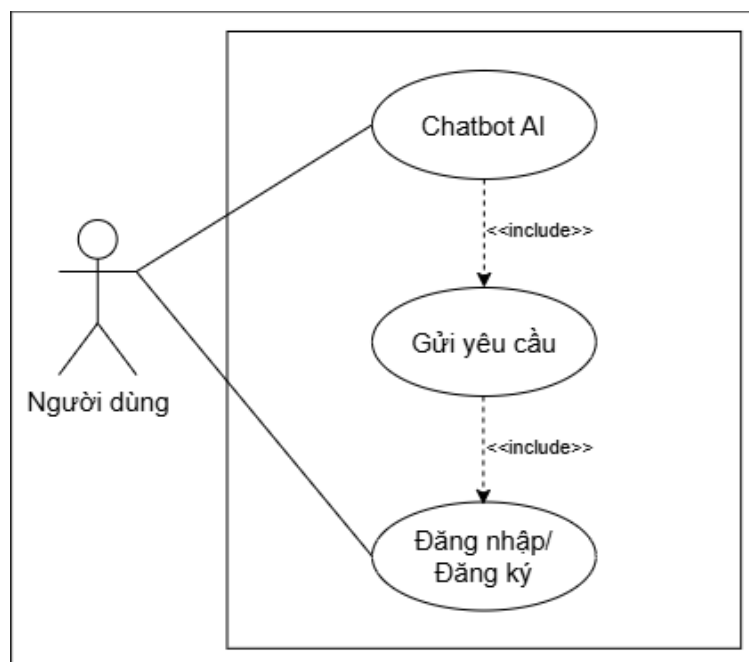 Chatbot AI
<<include>>
Gửi yêu cầu
Người dùng
<<include>>
Đăng nhập/
Đăng ký